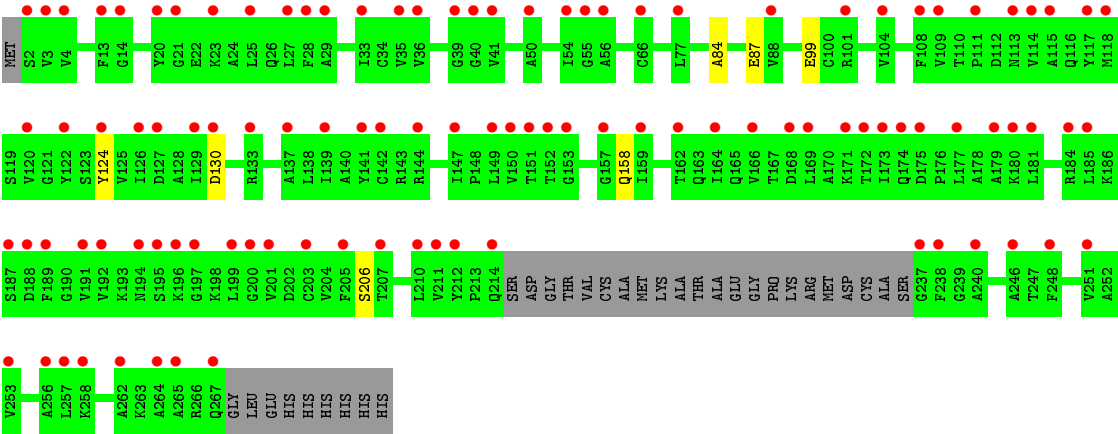 MET S2 V3 V4 F13 G14 Y20 G21 E22 K23 A24 L25 Q26 L27 F28 A29 I33 C34 V35 V36 G39 G40 V41 A50 I54 G55 A56 C66 L77 A84 E87 V88 E99 C100 R101 V104 F108 V109 T110 P111 D112 N113 V114 A115 Q116 Y117 M118
S119 V120 G121 Y122 S123 Y124 V125 I126 D127 A128 I129 D130 R133 A137 L138 I139 A140 Y141 C142 R143 R144 I147 P148 L149 V150 T151 T152 G153 G157 Q158 I159 T162 Q163 I164 Q165 V166 T167 D168 L169 A170 K171 T172 I173 Q174 D175 P176 L177 A178 A179 K180 L181 R184 L185 K186
S187 D188 F189 G190 V191 V192 K193 N194 S195 K196 G197 K198 L199 G200 V201 D202 C203 V204 F205 S206 T207 L210 V211 Y212 P213 Q214 SER ASP GLY THR VAL CYS ALA MET LYS ALA THR ALA GLU GLY PRO LYS ARG MET ASP CYS ALA SER G237 F238 G239 A240 A246 T247 F248 V251 A252
V253 A256 L257 K258 A262 K263 A264 A265 R266 Q267 GLY LEU GLU HIS HIS HIS HIS HIS HIS